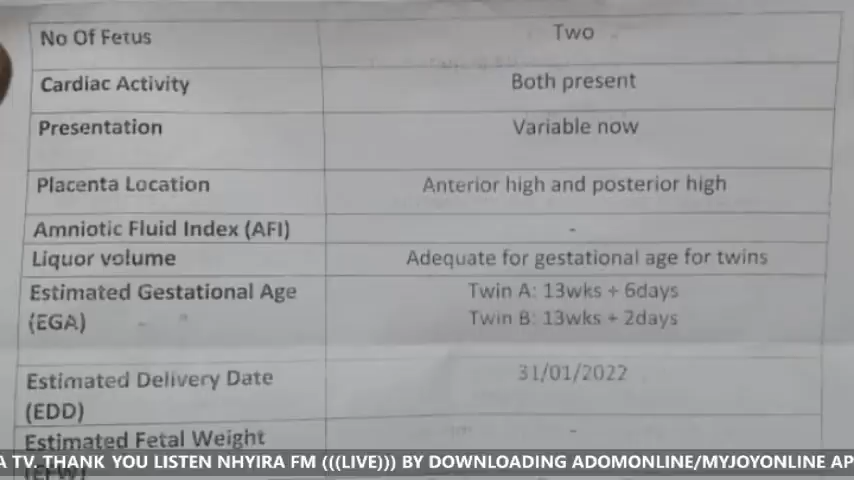 No Of Fetus Two
Cardiac Activity Both present
Presentation Variable now
Placenta Location Anterior high and posterior high
Amniotic Fluid Index (AFI) -
Liquor volume Adequate for gestational age for twins
Estimated Gestational Age Twin A: 13wks + 6days
(EGA) Twin B: 13wks + 2days
Estimated Delivery Date 31/01/2022
(EDD)
Estimated Fetal Weight -
(EFW)
A TV. THANK YOU LISTEN NHYIRA FM (((LIVE))) BY DOWNLOADING ADOMONLINE/MYJOYONLINE AP